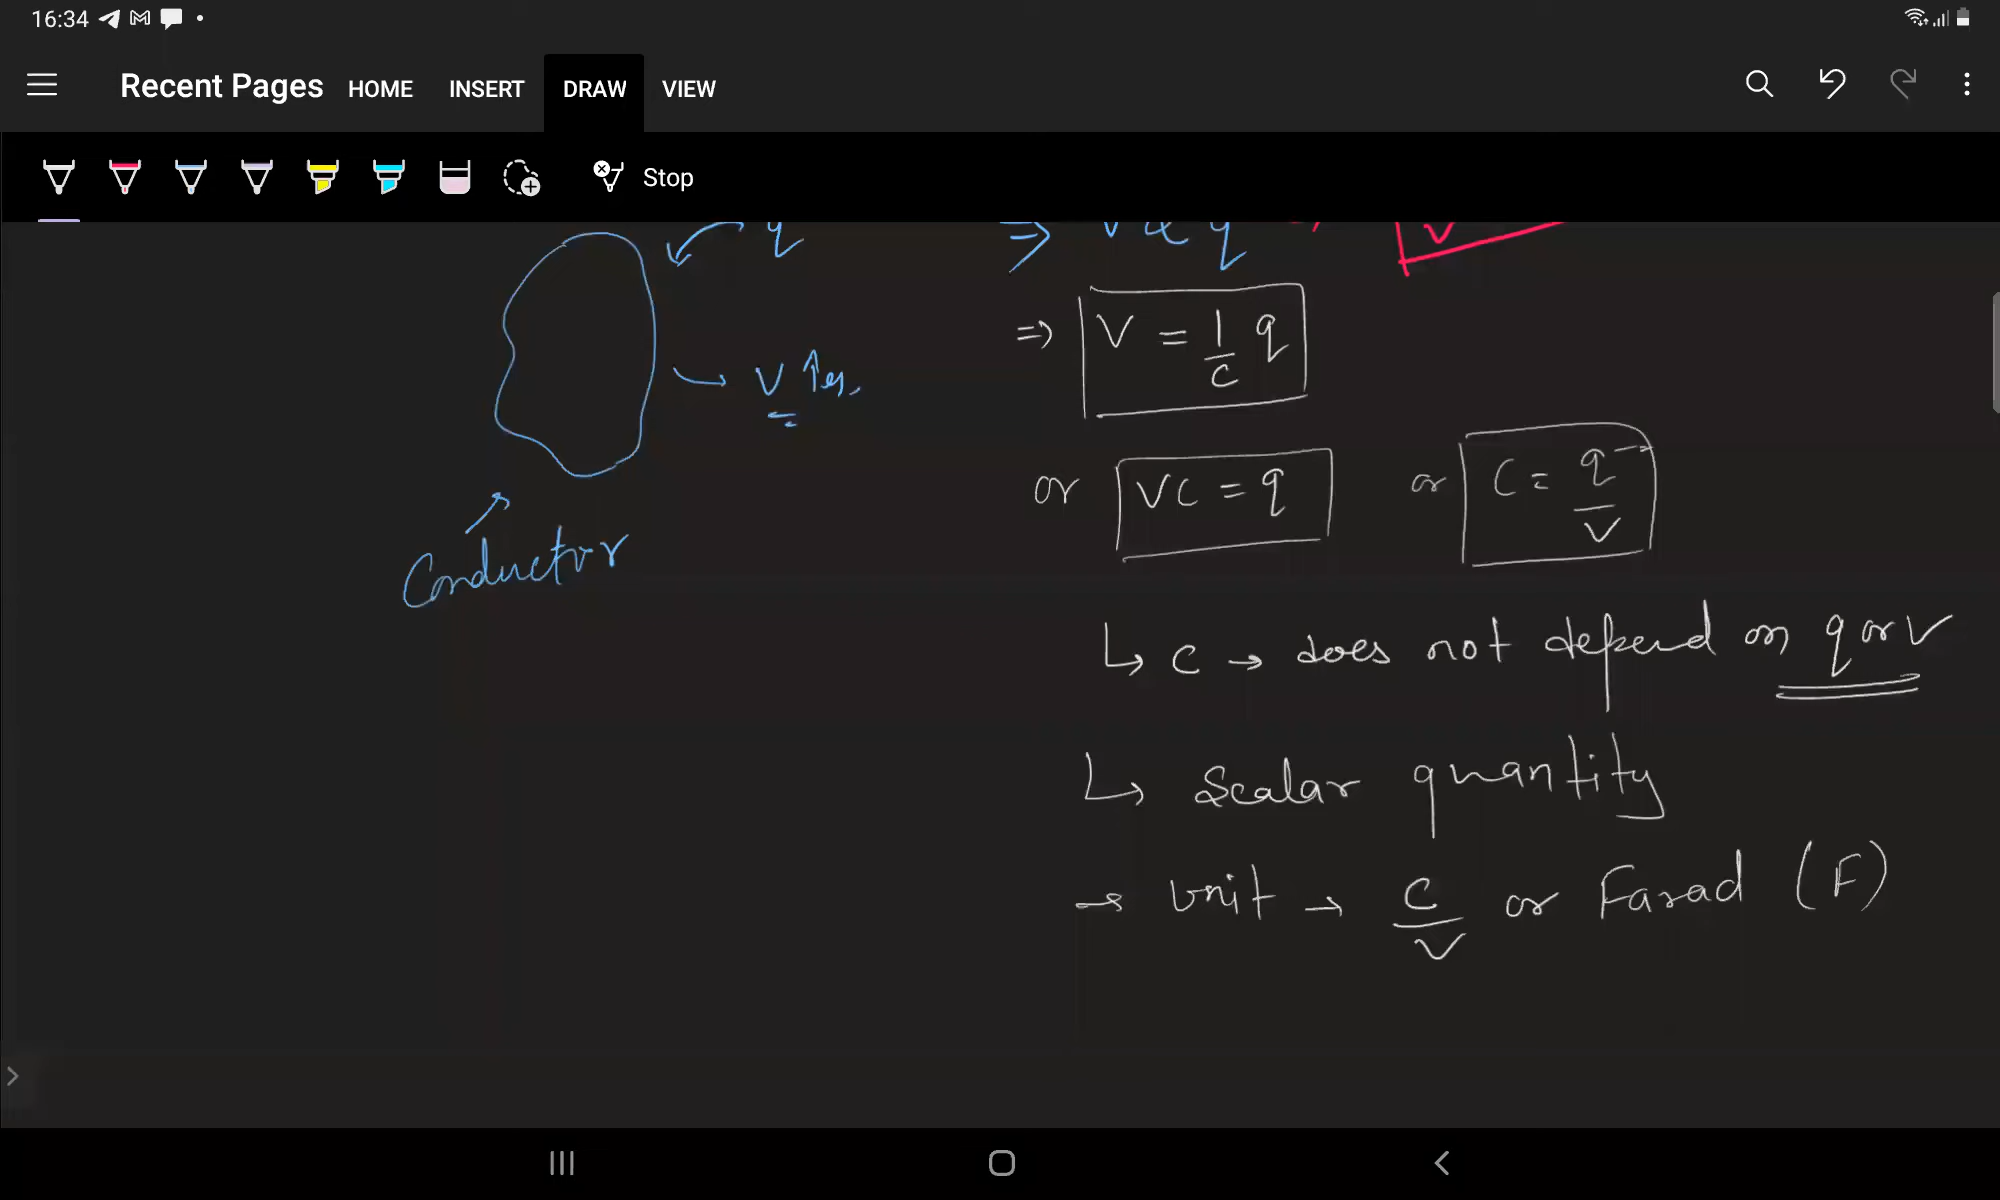 16:34
Recent Pages HOME INSERT DRAW VIEW
Stop
q ⇒ V ∝ q
⇒ V = 1/C q
V ↑es.
or VC = q or C = q/V
Conductor
↳ C → does not depend on q or V
↳ Scalar quantity
→ Unit → C/V or Farad (F)